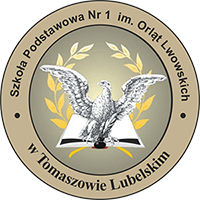 Szkoła Podstawowa Nr 1 im. Orląt Lwowskich
w Tomaszowie Lubelskim